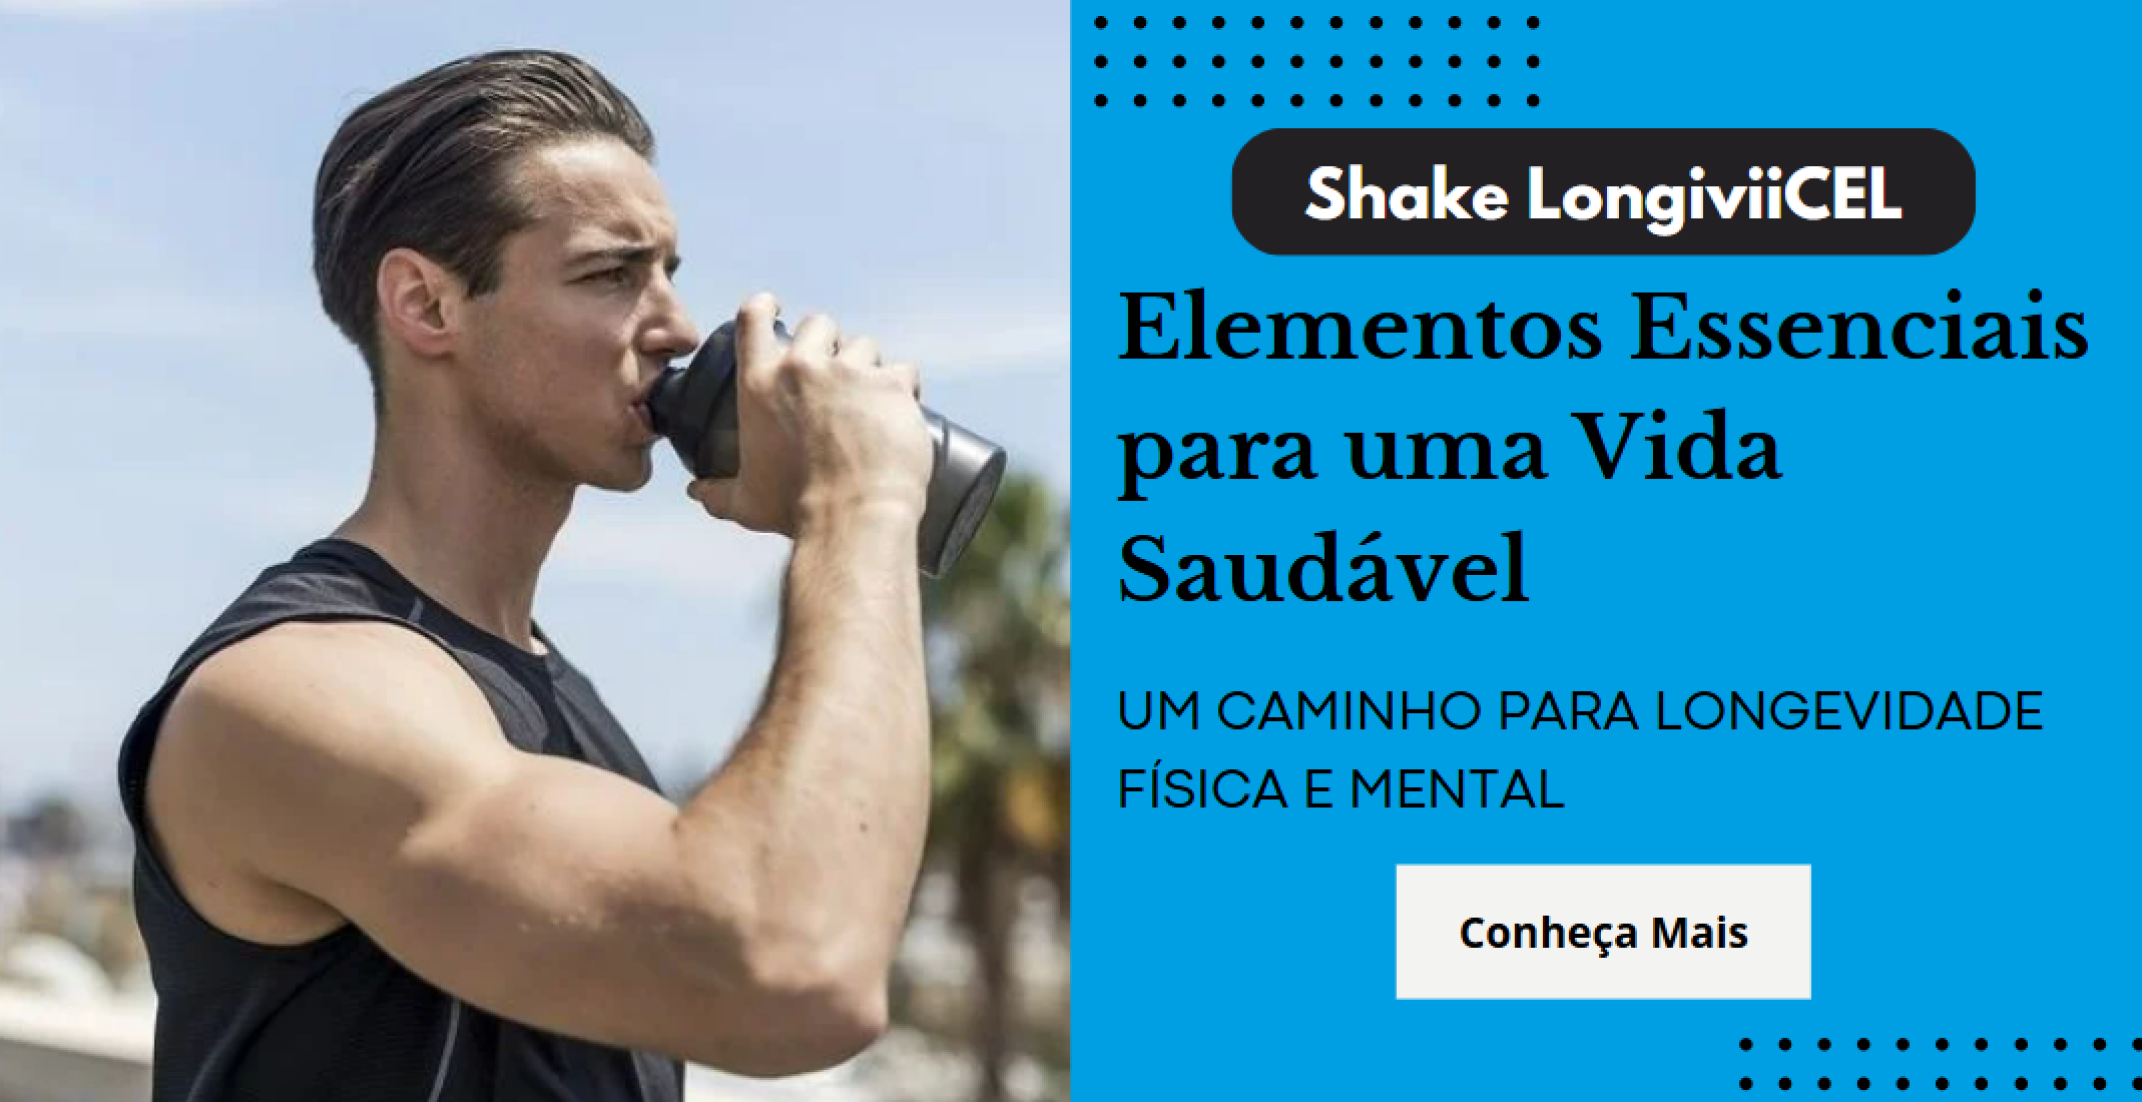 Shake LongiviiCEL
Elementos Essenciais
para uma Vida
Saudável
UM CAMINHO PARA LONGEVIDADE
FÍSICA E MENTAL
Conheça Mais